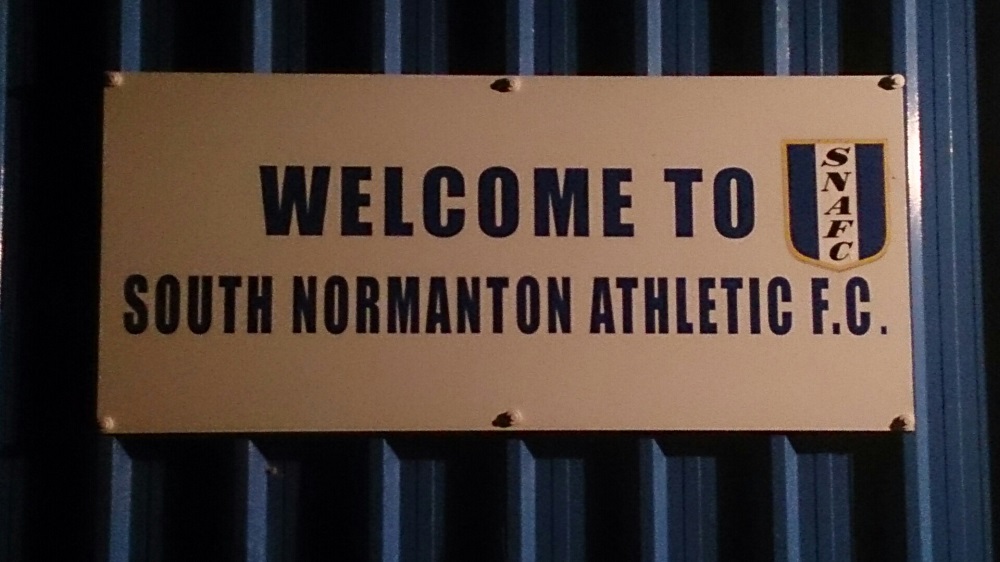 WELCOME TO
SNAFC
SOUTH NORMANTON ATHLETIC F.C.